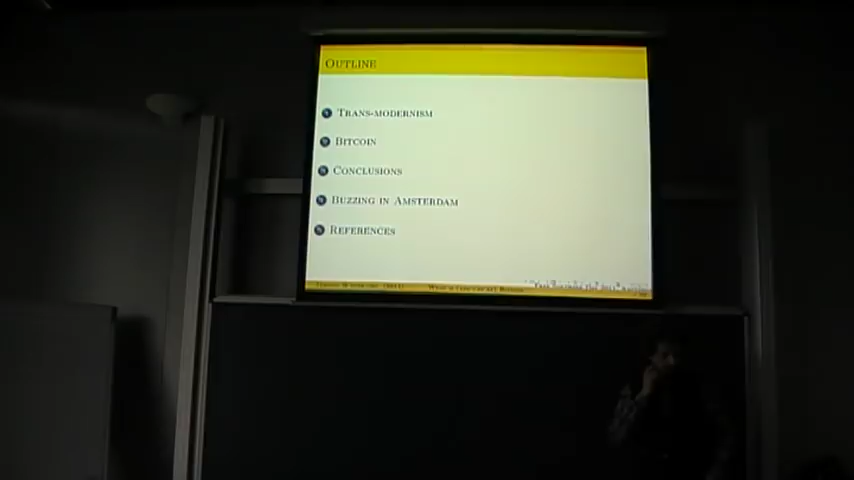 Outline
Trans-modernism
Bitcoin
Conclusions
Buzzing in Amsterdam
References